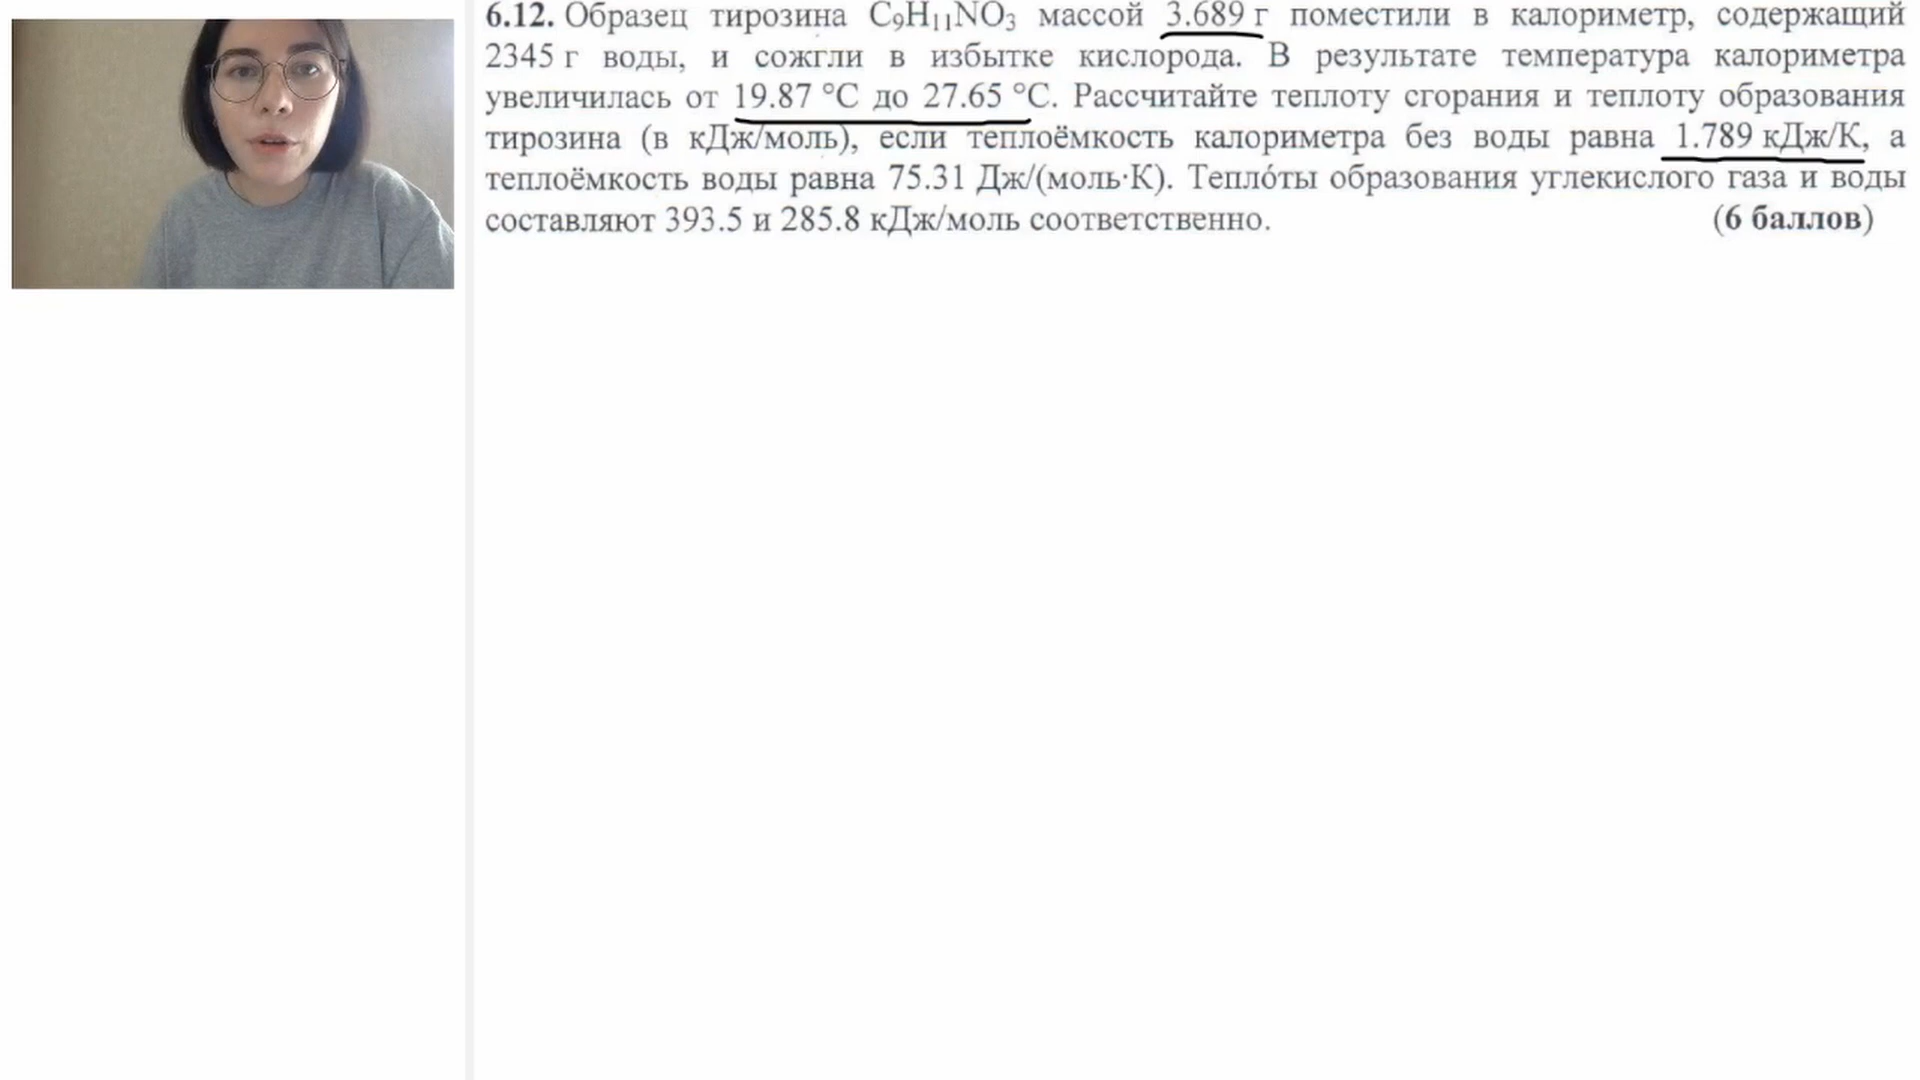 6.12. Образец тирозина C₉H₁₁NO₃ массой 3.689 г поместили в калориметр, содержащий
2345 г воды, и сожгли в избытке кислорода. В результате температура калориметра
увеличилась от 19.87 °C до 27.65 °C. Рассчитайте теплоту сгорания и теплоту образования
тирозина (в кДж/моль), если теплоёмкость калориметра без воды равна 1.789 кДж/К, а
теплоёмкость воды равна 75.31 Дж/(моль·К). Тепло́ты образования углекислого газа и воды
составляют 393.5 и 285.8 кДж/моль соответственно. (6 баллов)